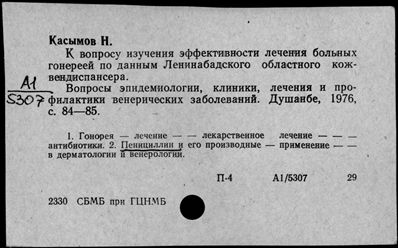 Касымов Н.
К вопросу изучения эффективности лечения больных
гонореей по данным Ленинабадского областного кож-
вендиспансера.
А1
5307
Вопросы эпидемиологии, клиники, лечения и про-
филактики венерических заболеваний. Душанбе, 1976,
с. 84—85.
1. Гонорея — лечение — — лекарственное лечение — — —
антибиотики. 2. Пенициллин и его производные — применение — —
в дерматологии и венерологии.
П-4 А1/5307 29
2330 СБМБ при ГЦНМБ